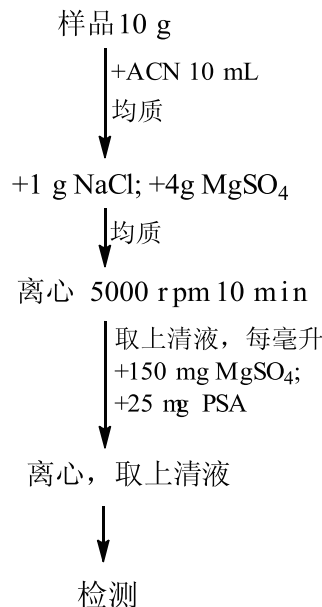 样品10 g
+ACN 10 mL
均质
+1 g NaCl; +4g MgSO₄
均质
离心 5000 rpm 10 min
取上清液，每毫升
+150 mg MgSO₄;
+25 mg PSA
离心，取上清液
检测